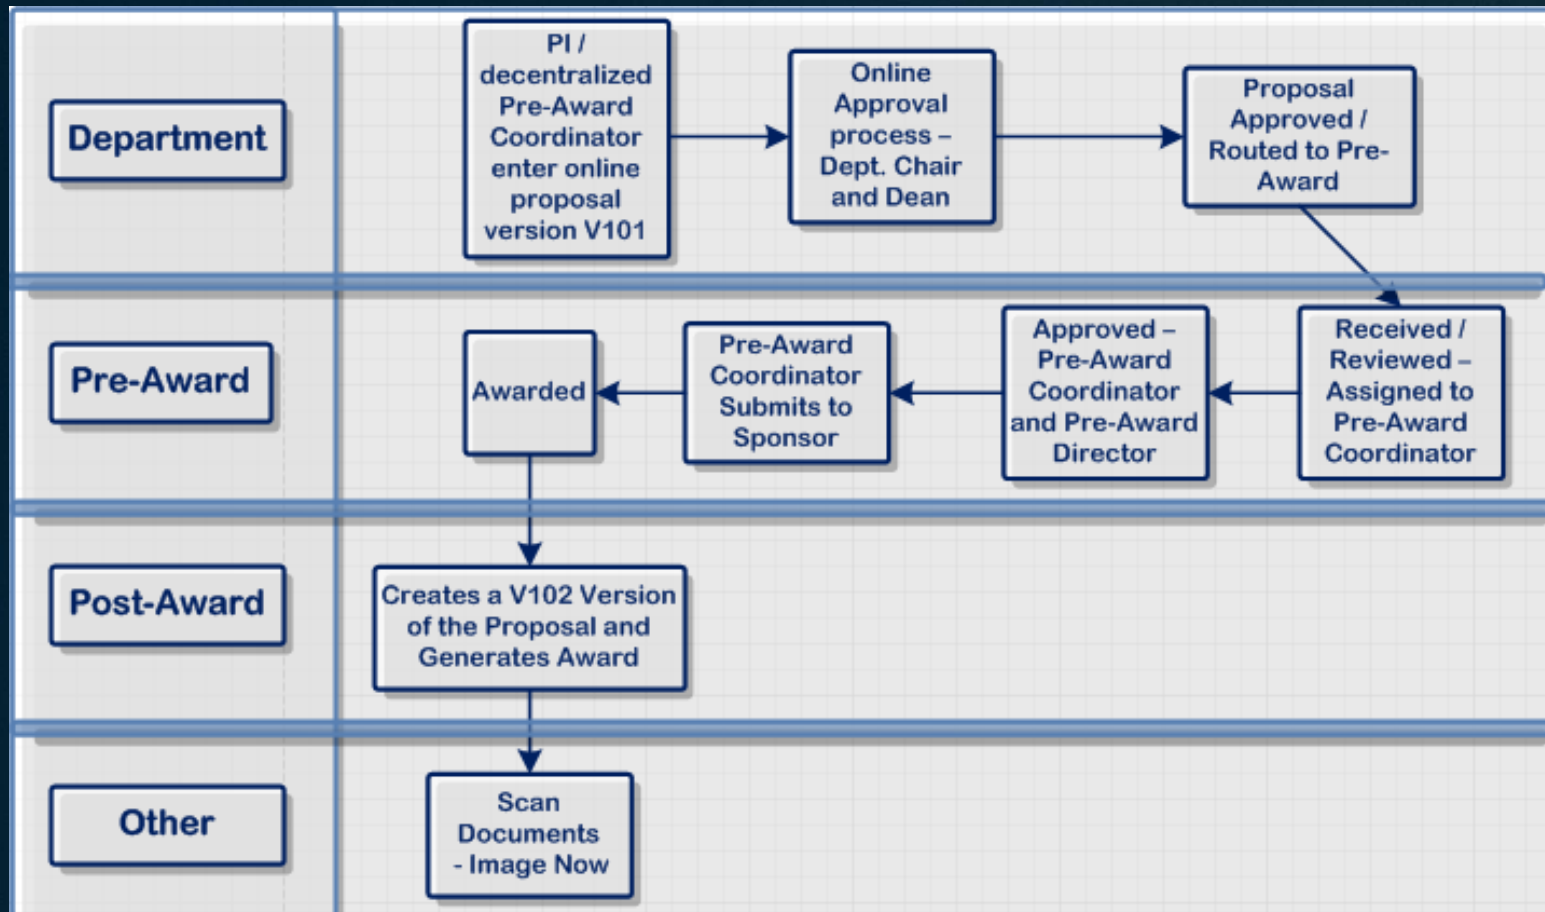 Department
PI /
decentralized
Pre-Award
Coordinator
enter online
proposal
version V101
Online
Approval
process –
Dept. Chair
and Dean
Proposal
Approved /
Routed to Pre-
Award
Pre-Award
Awarded
Pre-Award
Coordinator
Submits to
Sponsor
Approved –
Pre-Award
Coordinator
and Pre-Award
Director
Received /
Reviewed –
Assigned to
Pre-Award
Coordinator
Post-Award
Creates a V102 Version
of the Proposal and
Generates Award
Other
Scan
Documents
- Image Now